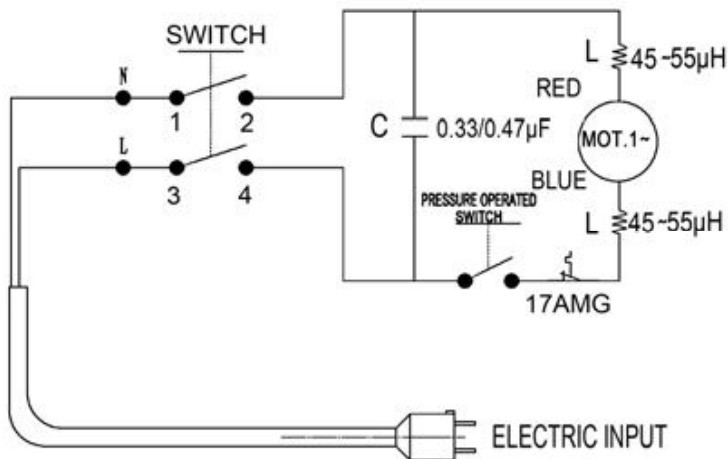 SWITCH
N
1 2
L
3 4
C 0.33/0.47µF
L 45~55µH
RED
MOT.1~
BLUE
L 45~55µH
PRESSURE OPERATED
SWITCH
17AMG
ELECTRIC INPUT